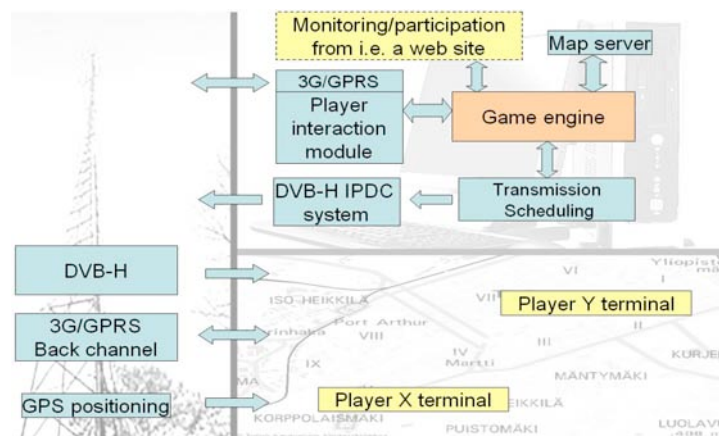 Monitoring/participation
from i.e. a web site
Map server
3G/GPRS
Player
interaction
module
Game engine
DVB-H IPDC
system
Transmission
Scheduling
DVB-H
3G/GPRS
Back channel
GPS positioning
Player Y terminal
Player X terminal
VI
I
ISO HEIKKILÄ
VII
II
Port Arthur
VIII
III
IV
Martti
IX
MÄNTYMÄKI
KORPPOLAISMÄKI
PUISTOMÄKI